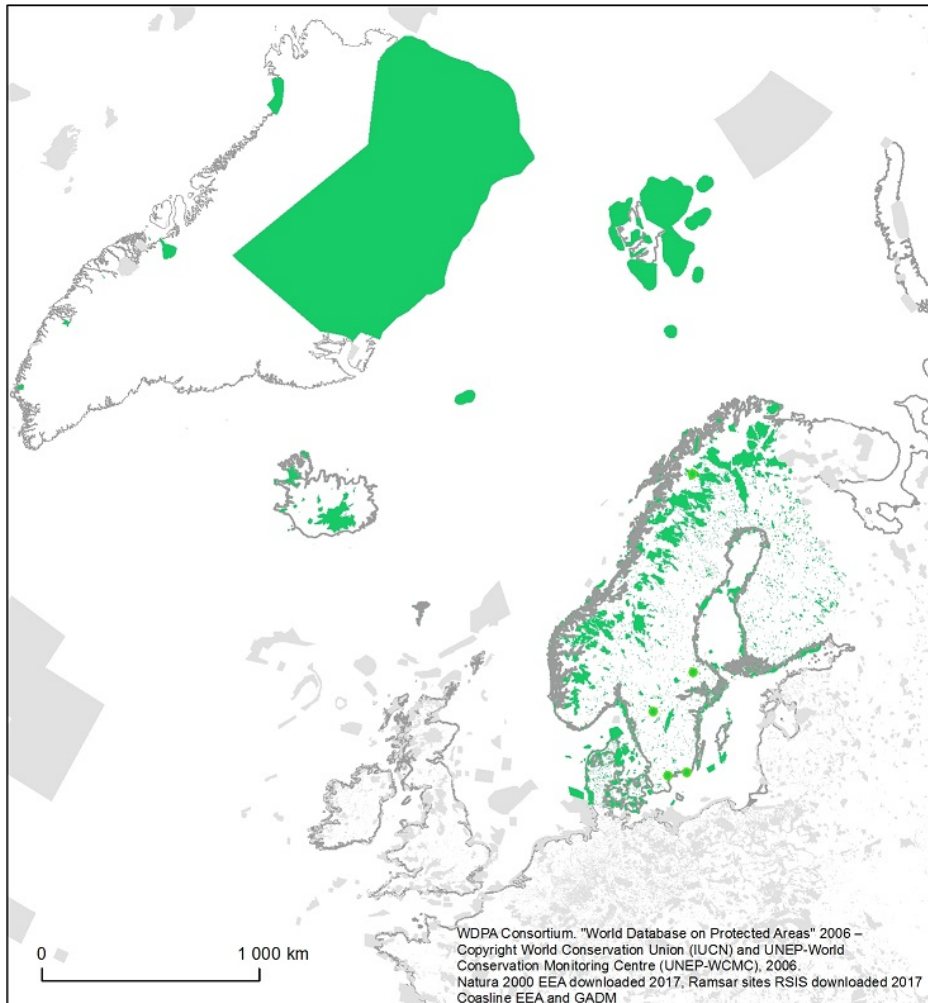 0
1 000 km
WDPA Consortium. "World Database on Protected Areas" 2006 –
Copyright World Conservation Union (IUCN) and UNEP-World
Conservation Monitoring Centre (UNEP-WCMC), 2006.
Natura 2000 EEA downloaded 2017, Ramsar sites RSIS downloaded 2017
Coasline EEA and GADM